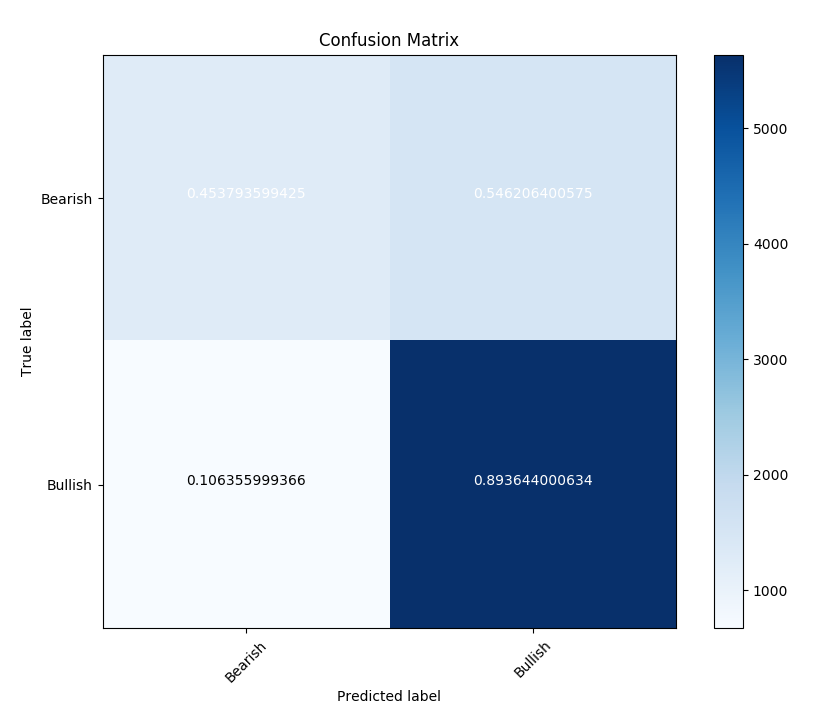 Confusion Matrix
True label
Bearish
0.453793599425
0.546206400575
Bullish
0.106355999366
0.893644000634
Bearish
Bullish
Predicted label
5000
4000
3000
2000
1000